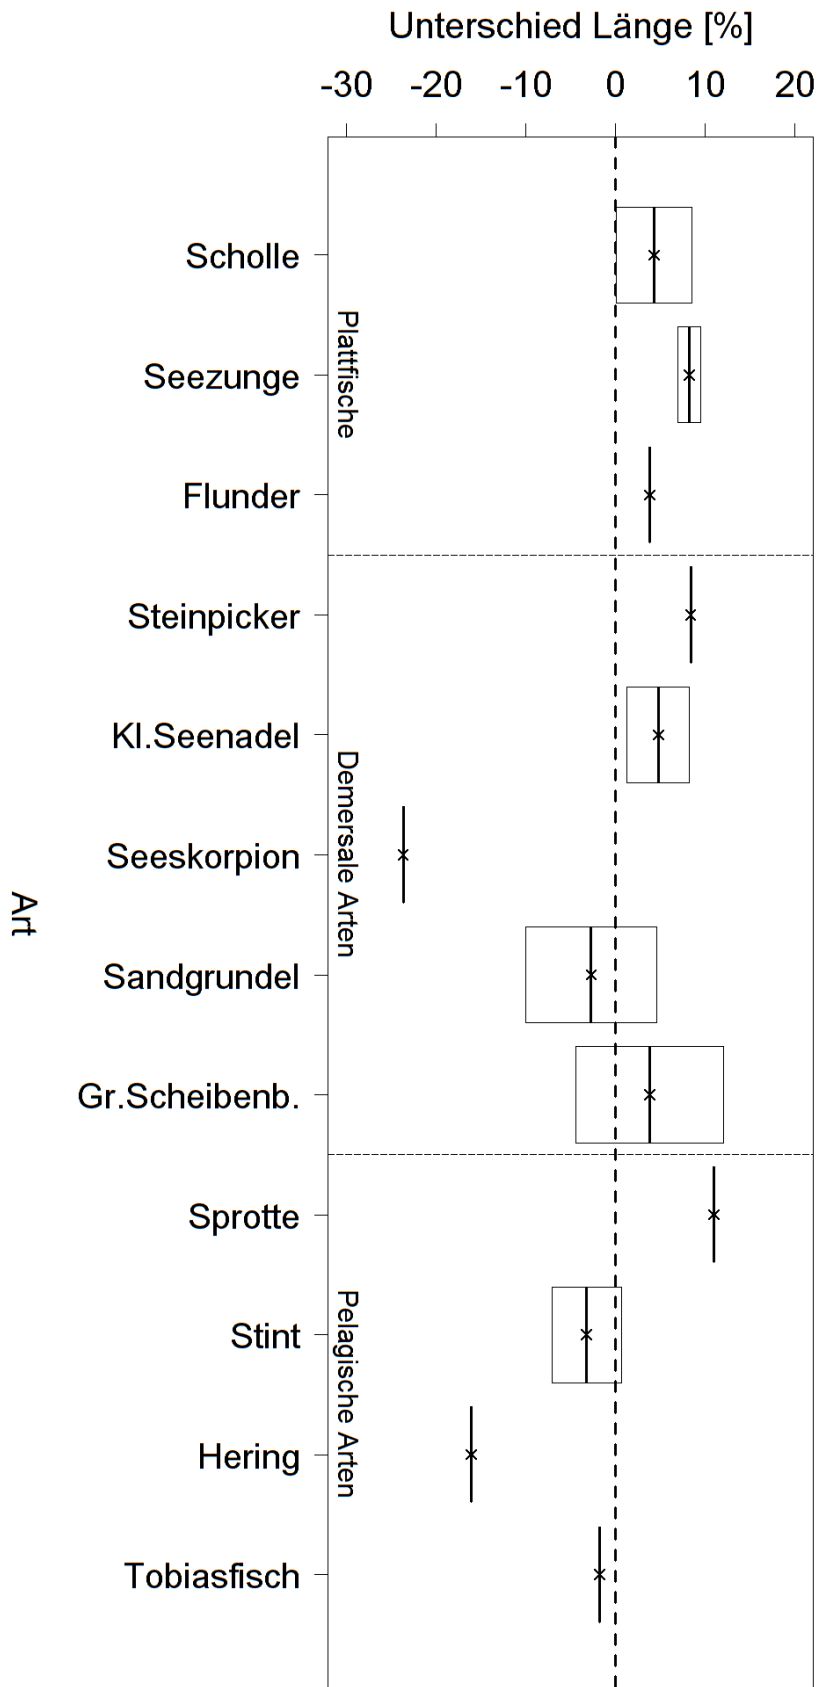 Unterschied Länge [%]
-30 -20 -10 0 10 20
Scholle
Seezunge
Flunder
Plattfische
Steinpicker
Kl.Seenadel
Seeskorpion
Sandgrundel
Gr.Scheibenb.
Demersale Arten
Sprotte
Stint
Hering
Tobiasfisch
Pelagische Arten
Art